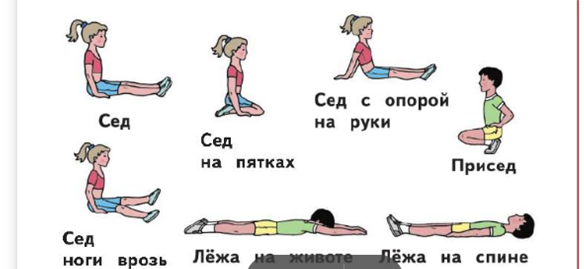 Сед
Сед
на пятках
Сед с опорой
на руки
Присед
Сед
ноги врозь
Лёжа на животе
Лёжа на спине